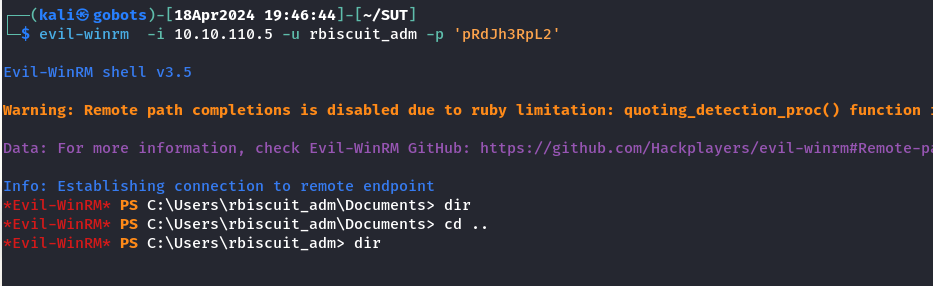 ┌──(kali㉿gobots)-[18Apr2024 19:46:44]-[~/SUT]
└─$ evil-winrm  -i 10.10.110.5 -u rbiscuit_adm -p 'pRdJh3RpL2'
Evil-WinRM shell v3.5
Warning: Remote path completions is disabled due to ruby limitation: quoting_detection_proc() function
Data: For more information, check Evil-WinRM GitHub: https://github.com/Hackplayers/evil-winrm#Remote-pa
Info: Establishing connection to remote endpoint
*Evil-WinRM* PS C:\Users\rbiscuit_adm\Documents> dir
*Evil-WinRM* PS C:\Users\rbiscuit_adm\Documents> cd ..
*Evil-WinRM* PS C:\Users\rbiscuit_adm> dir